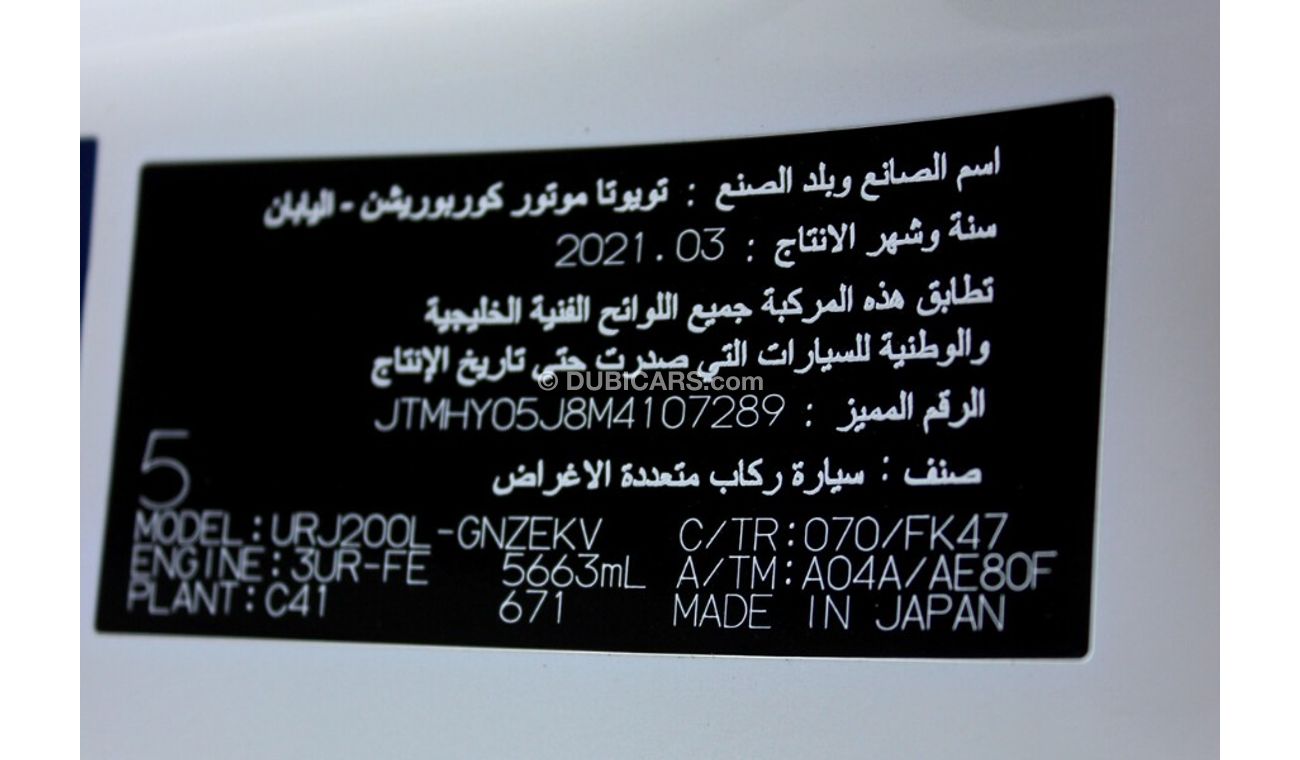 اسم الصانع وبلد الصنع : تويوتا موتور كوربوريشن - اليابان
سنة وشهر الانتاج : 2021.03
تطابق هذه المركبة جميع اللوائح الفنية الخليجية
والوطنية للسيارات التي صدرت حتى تاريخ الإنتاج
© DUBICARS.com
الرقم المميز : JTMHY05J8M4107289
صنف : سيارة ركاب متعددة الاغراض
5
MODEL:URJ200L-GNZEKV C/TR:070/FK47
ENGINE:3UR-FE 5663mL A/TM:A04A/AE80F
PLANT:C41 671 MADE IN JAPAN